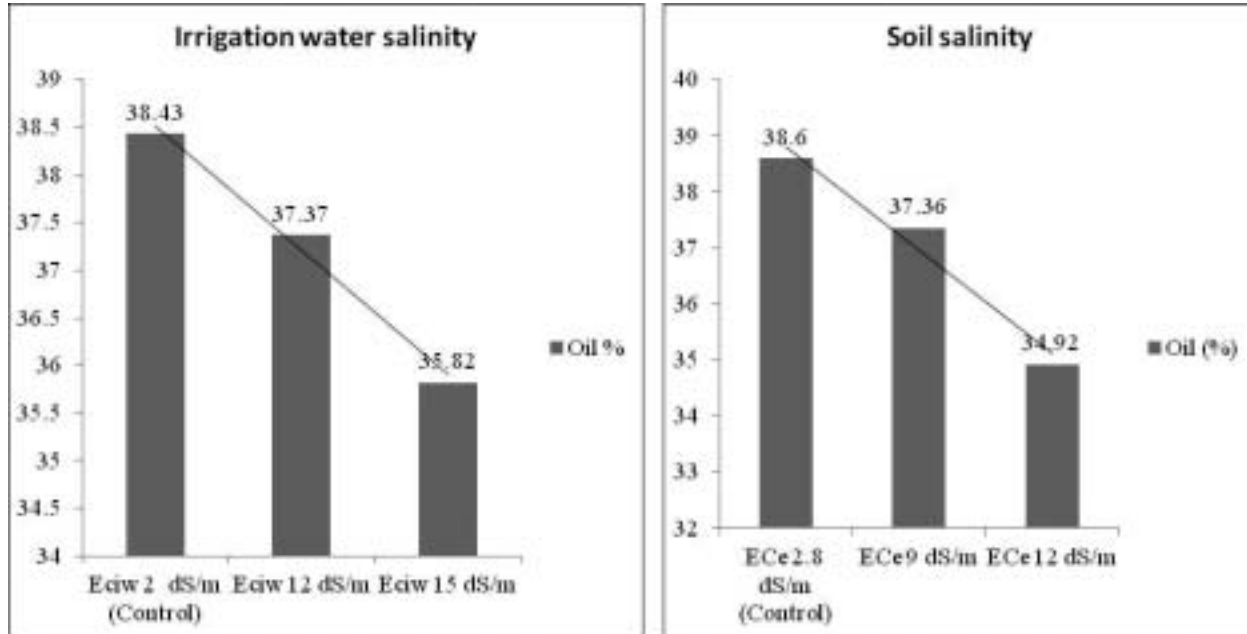 Irrigation water salinity
39
38.5
38
37.5
37
36.5
36
35.5
35
34.5
34
38.43
37.37
35.82
Eciw 2 dS/m
(Control)
Eciw 12 dS/m
Eciw 15 dS/m
Oil %
Soil salinity
40
39
38
37
36
35
34
33
32
38.6
37.36
34.92
ECe 2.8
dS/m
(Control)
ECe 9 dS/m
ECe 12 dS/m
Oil (%)